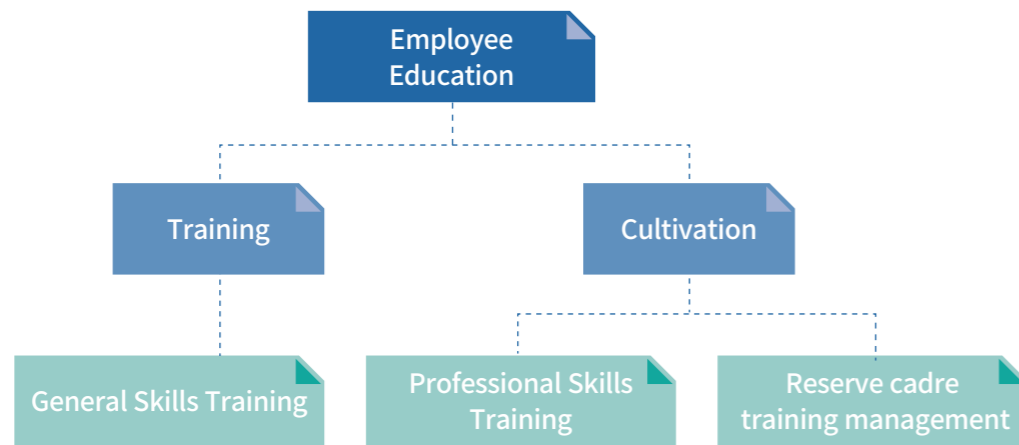 Employee
Education
Training
Cultivation
General Skills Training
Professional Skills
Training
Reserve cadre
training management